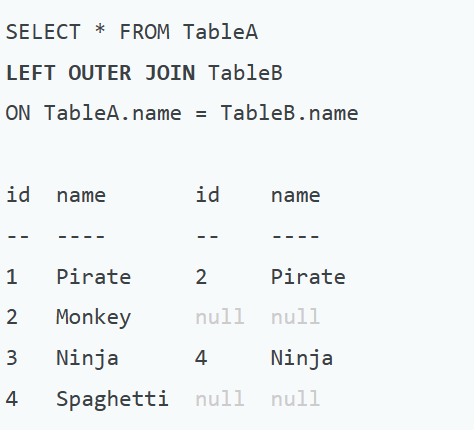 SELECT * FROM TableA
LEFT OUTER JOIN TableB
ON TableA.name = TableB.name
id name id name
-- ---- -- ----
1 Pirate 2 Pirate
2 Monkey null null
3 Ninja 4 Ninja
4 Spaghetti null null